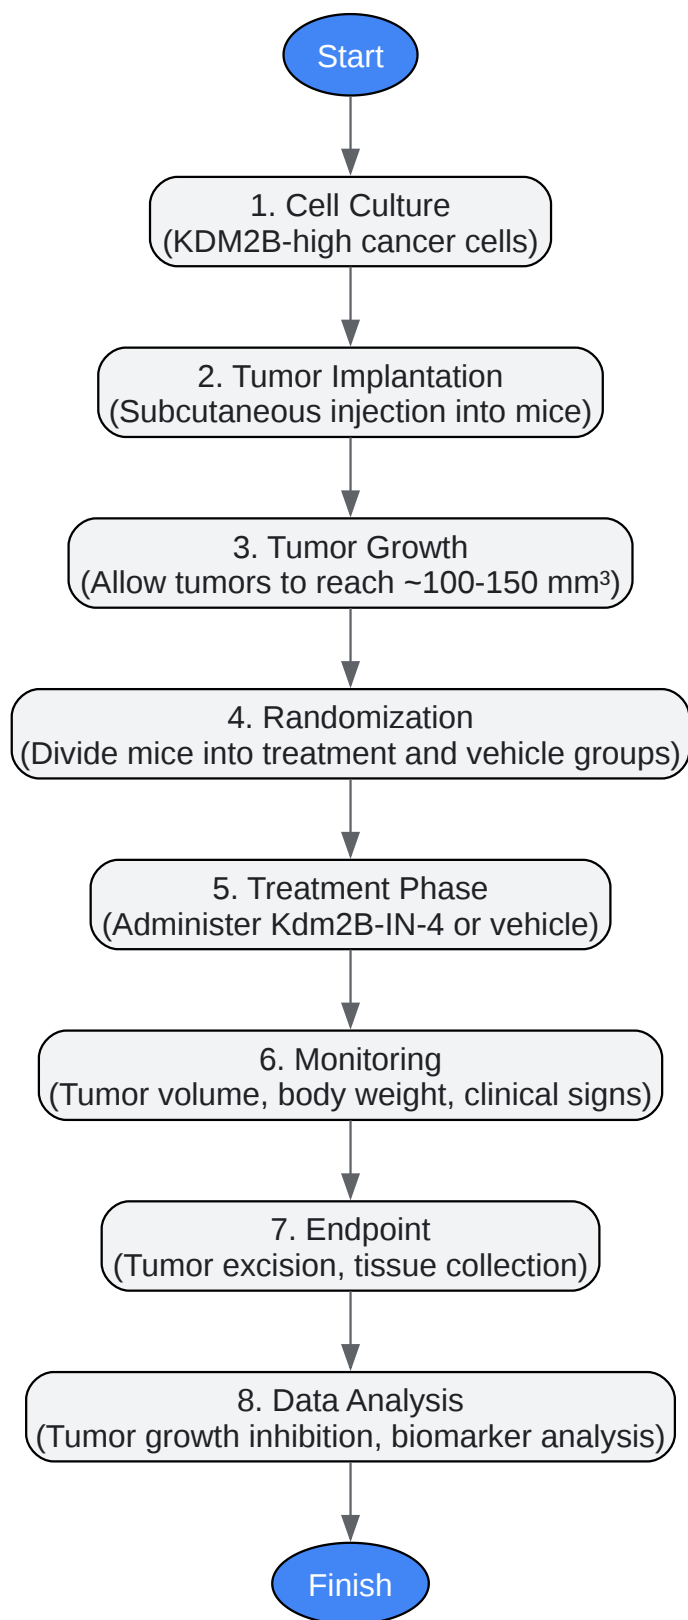 Start
1. Cell Culture
(KDM2B-high cancer cells)
2. Tumor Implantation
(Subcutaneous injection into mice)
3. Tumor Growth
(Allow tumors to reach ~100-150 mm³)
4. Randomization
(Divide mice into treatment and vehicle groups)
5. Treatment Phase
(Administer Kdm2B-IN-4 or vehicle)
6. Monitoring
(Tumor volume, body weight, clinical signs)
7. Endpoint
(Tumor excision, tissue collection)
8. Data Analysis
(Tumor growth inhibition, biomarker analysis)
Finish